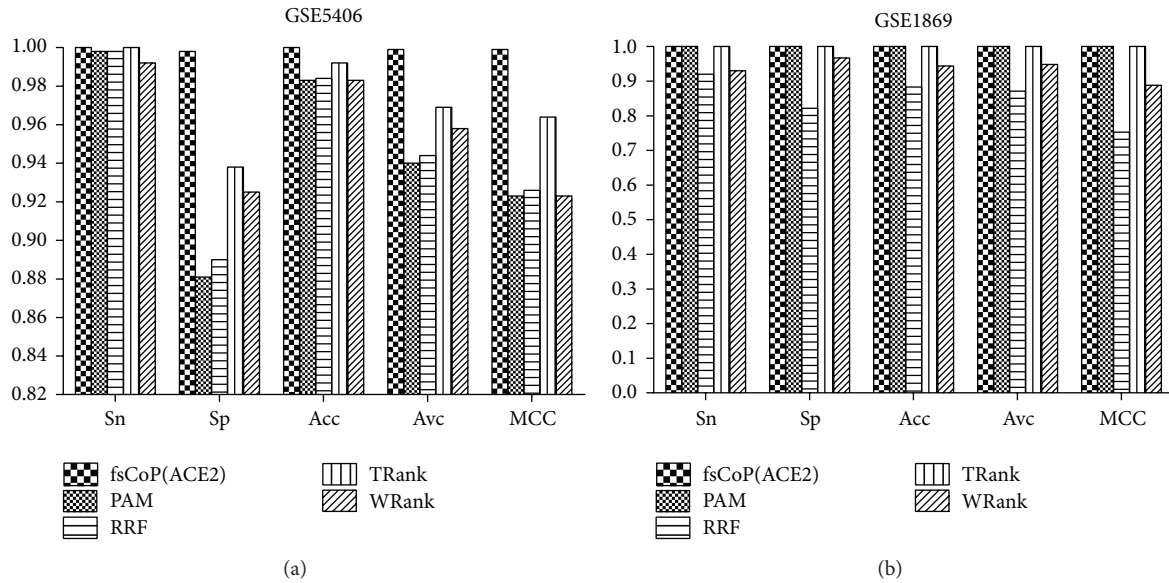 GSE5406
1.00
0.98
0.96
0.94
0.92
0.90
0.88
0.86
0.84
0.82
Sn Sp Acc Avc MCC
fsCoP(ACE2) TRank
PAM WRank
RRF
(a)
GSE1869
1.0
0.9
0.8
0.7
0.6
0.5
0.4
0.3
0.2
0.1
0.0
Sn Sp Acc Avc MCC
fsCoP(ACE2) TRank
PAM WRank
RRF
(b)